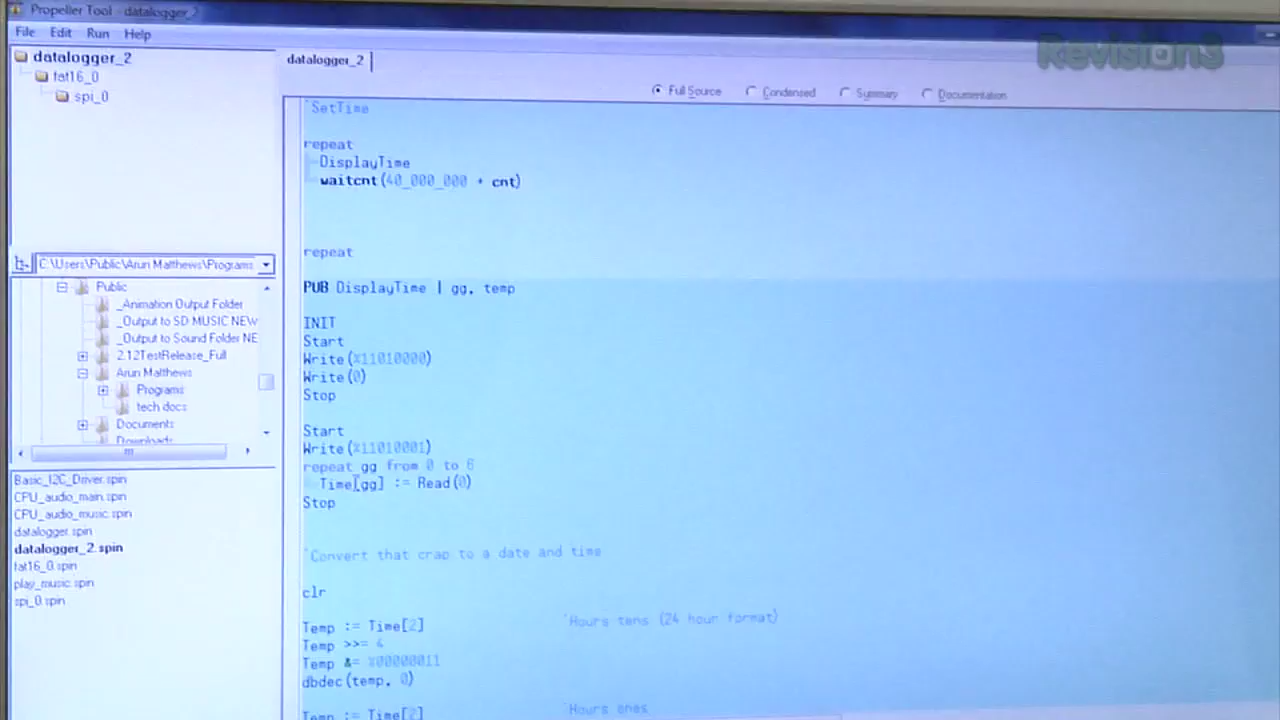 Propeller Tool - datalogger_2
File Edit Run Help
Revision3
datalogger_2
fat16_0
spi_0
datalogger_2
Full Source Condensed Summary Documentation
'SetTime
repeat
DisplayTime
waitcnt(40_000_000 + cnt)
repeat
PUB DisplayTime | gg, temp
INIT
Start
Write(%11010000)
Write(0)
Stop
Start
Write(%11010001)
repeat gg from 0 to 6
Time[gg] := Read(0)
Stop
'Convert that crap to a date and time
clr
Temp := Time[2] 'Hours tens (24 hour format)
Temp >>= 4
Temp &= %00000011
dbdec(temp, 0)
Temp := Time[2] 'Hours ones
C:\Users\Public\Arun Matthews\Programs
Public
_Animation Output Folder
_Output to SD MUSIC NEW
_Output to Sound Folder NE
2.12TestRelease_Full
Arun Matthews
Programs
tech docs
Documents
Downloads
Basic_I2C_Driver.spin
CPU_audio_main.spin
CPU_audio_music.spin
datalogger.spin
datalogger_2.spin
fat16_0.spin
play_music.spin
spi_0.spin